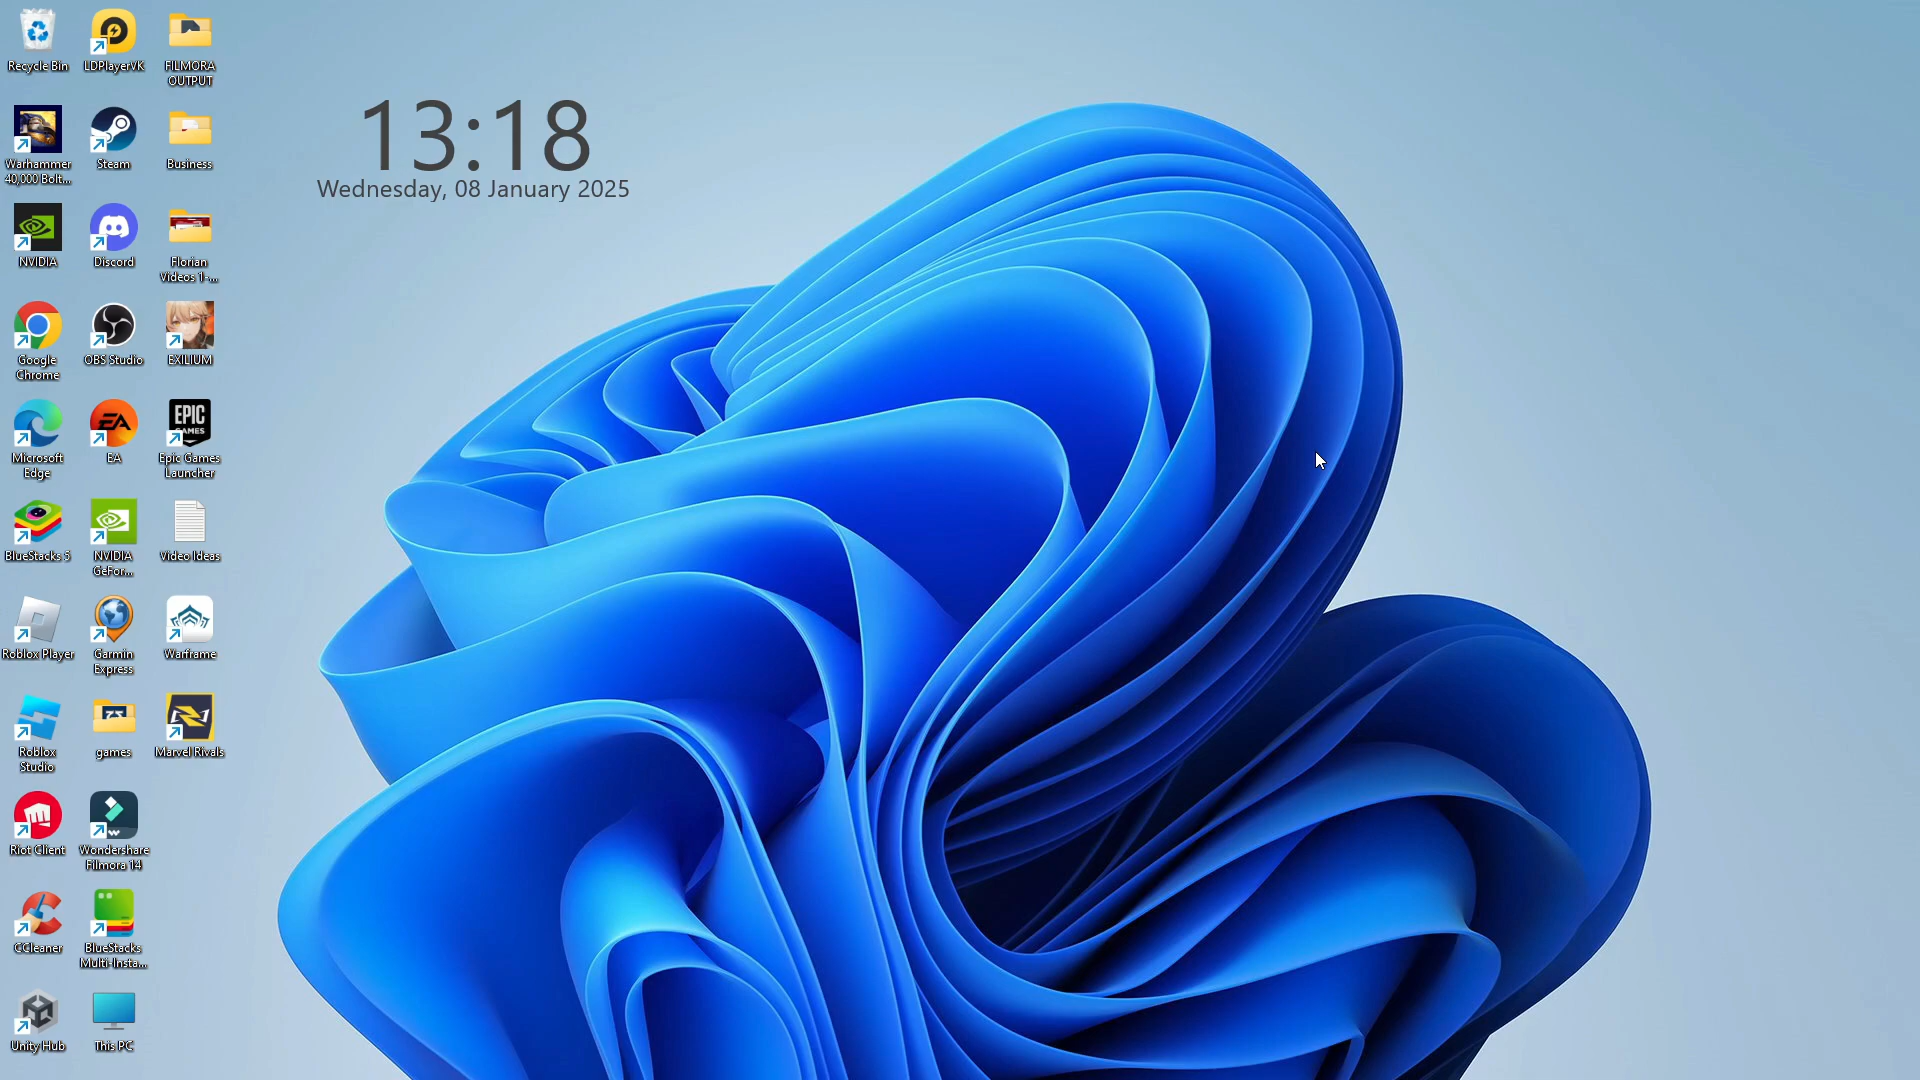 13:18
Wednesday, 08 January 2025
Recycle Bin
LDPlayerVK
FILMORA
OUTPUT
Warhammer
40,000 Bolt...
Steam
Business
NVIDIA
Discord
Florian
Videos 1-...
Google
Chrome
OBS Studio
EXILIUM
Microsoft
Edge
EA
EA
EPIC
GAMES
Epic Games
Launcher
BlueStacks 5
NVIDIA
GeFor...
Video Ideas
Roblox Player
Garmin
Express
Warframe
Roblox
Studio
games
Marvel Rivals
Riot Client
Wondershare
Filmora 14
CCleaner
BlueStacks
Multi-Insta...
Unity Hub
This PC